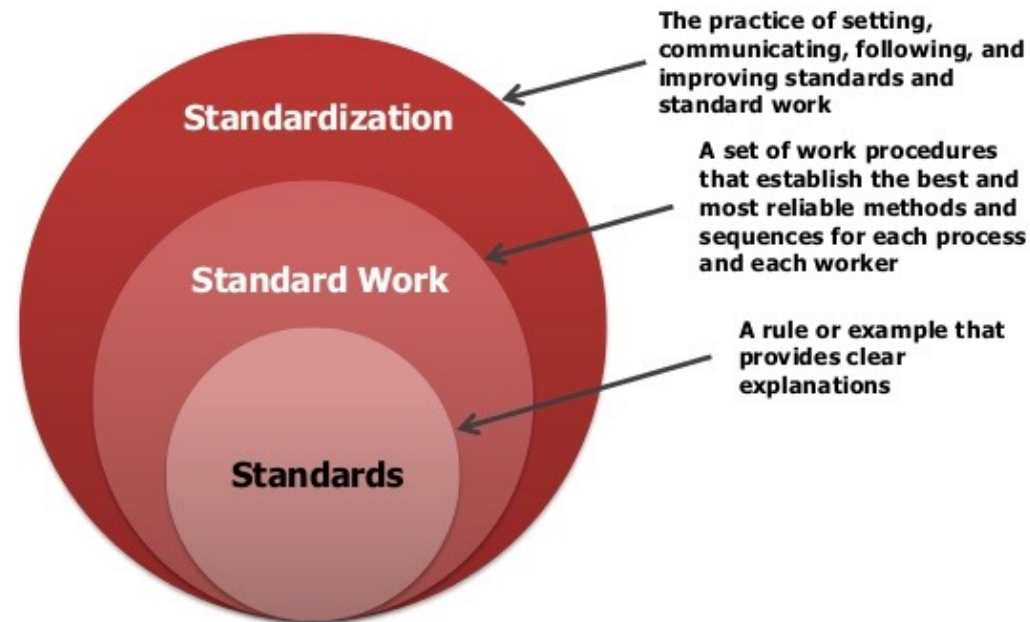 The practice of setting,
communicating, following, and
improving standards and
standard work
Standardization
A set of work procedures
that establish the best and
most reliable methods and
sequences for each process
and each worker
Standard Work
A rule or example that
provides clear
explanations
Standards